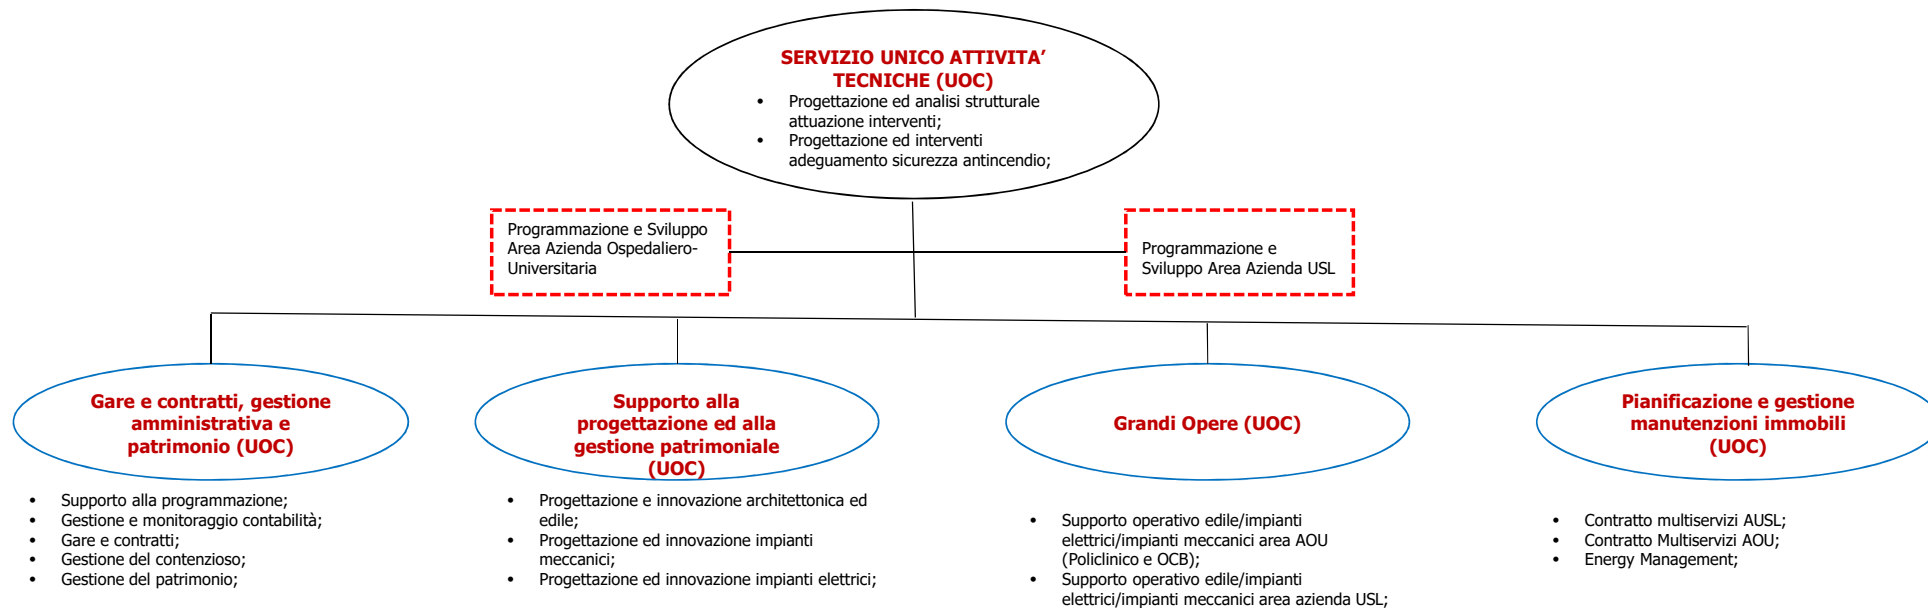 SERVIZIO UNICO ATTIVITA’
TECNICHE (UOC)
• Progettazione ed analisi strutturale
attuazione interventi;
• Progettazione ed interventi
adeguamento sicurezza antincendio;
Programmazione e Sviluppo
Area Azienda Ospedaliero-
Universitaria
Programmazione e
Sviluppo Area Azienda USL
Gare e contratti, gestione
amministrativa e
patrimonio (UOC)
• Supporto alla programmazione;
• Gestione e monitoraggio contabilità;
• Gare e contratti;
• Gestione del contenzioso;
• Gestione del patrimonio;
Supporto alla
progettazione ed alla
gestione patrimoniale
(UOC)
• Progettazione e innovazione architettonica ed
edile;
• Progettazione ed innovazione impianti
meccanici;
• Progettazione ed innovazione impianti elettrici;
Grandi Opere (UOC)
• Supporto operativo edile/impianti
elettrici/impianti meccanici area AOU
(Policlinico e OCB);
• Supporto operativo edile/impianti
elettrici/impianti meccanici area azienda USL;
Pianificazione e gestione
manutenzioni immobili
(UOC)
• Contratto multiservizi AUSL;
• Contratto Multiservizi AOU;
• Energy Management;